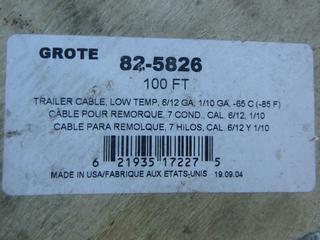 GROTE
82-5826
100 FT
TRAILER CABLE, LOW TEMP, 6/12 GA, 1/10 GA, -65 C (-85 F)
CÂBLE POUR REMORQUE, 7 COND., CAL. 6/12, 1/10
CABLE PARA REMOLQUE, 7 HILOS, CAL. 6/12 Y 1/10
6 21935 17227 5
MADE IN USA/FABRIQUE AUX ETATS-UNIS 19.09.04